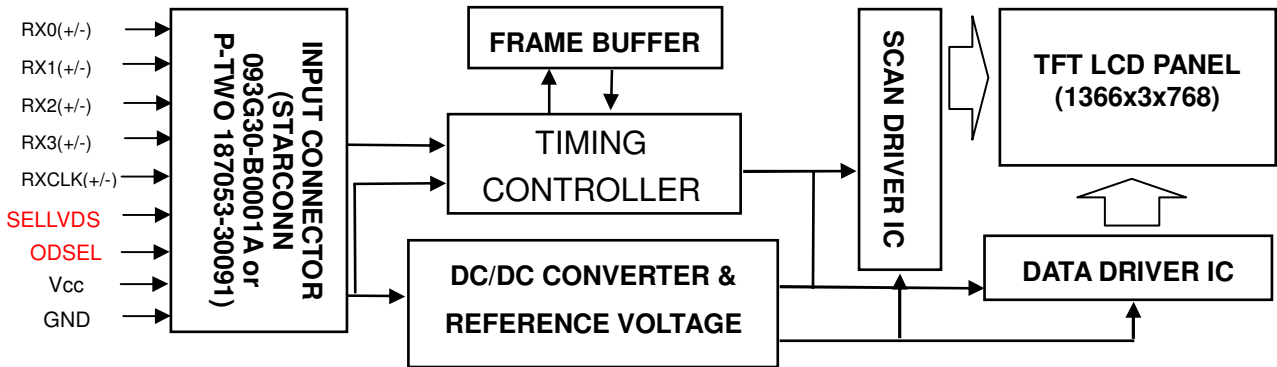 RX0(+/-)
RX1(+/-)
RX2(+/-)
RX3(+/-)
RXCLK(+/-)
SELLVDS
ODSEL
Vcc
GND
INPUT CONNECTOR
(STARCONN
093G30-B0001A or
P-TWO 187053-30091)
FRAME BUFFER
TIMING
CONTROLLER
DC/DC CONVERTER &
REFERENCE VOLTAGE
SCAN DRIVER IC
TFT LCD PANEL
(1366x3x768)
DATA DRIVER IC